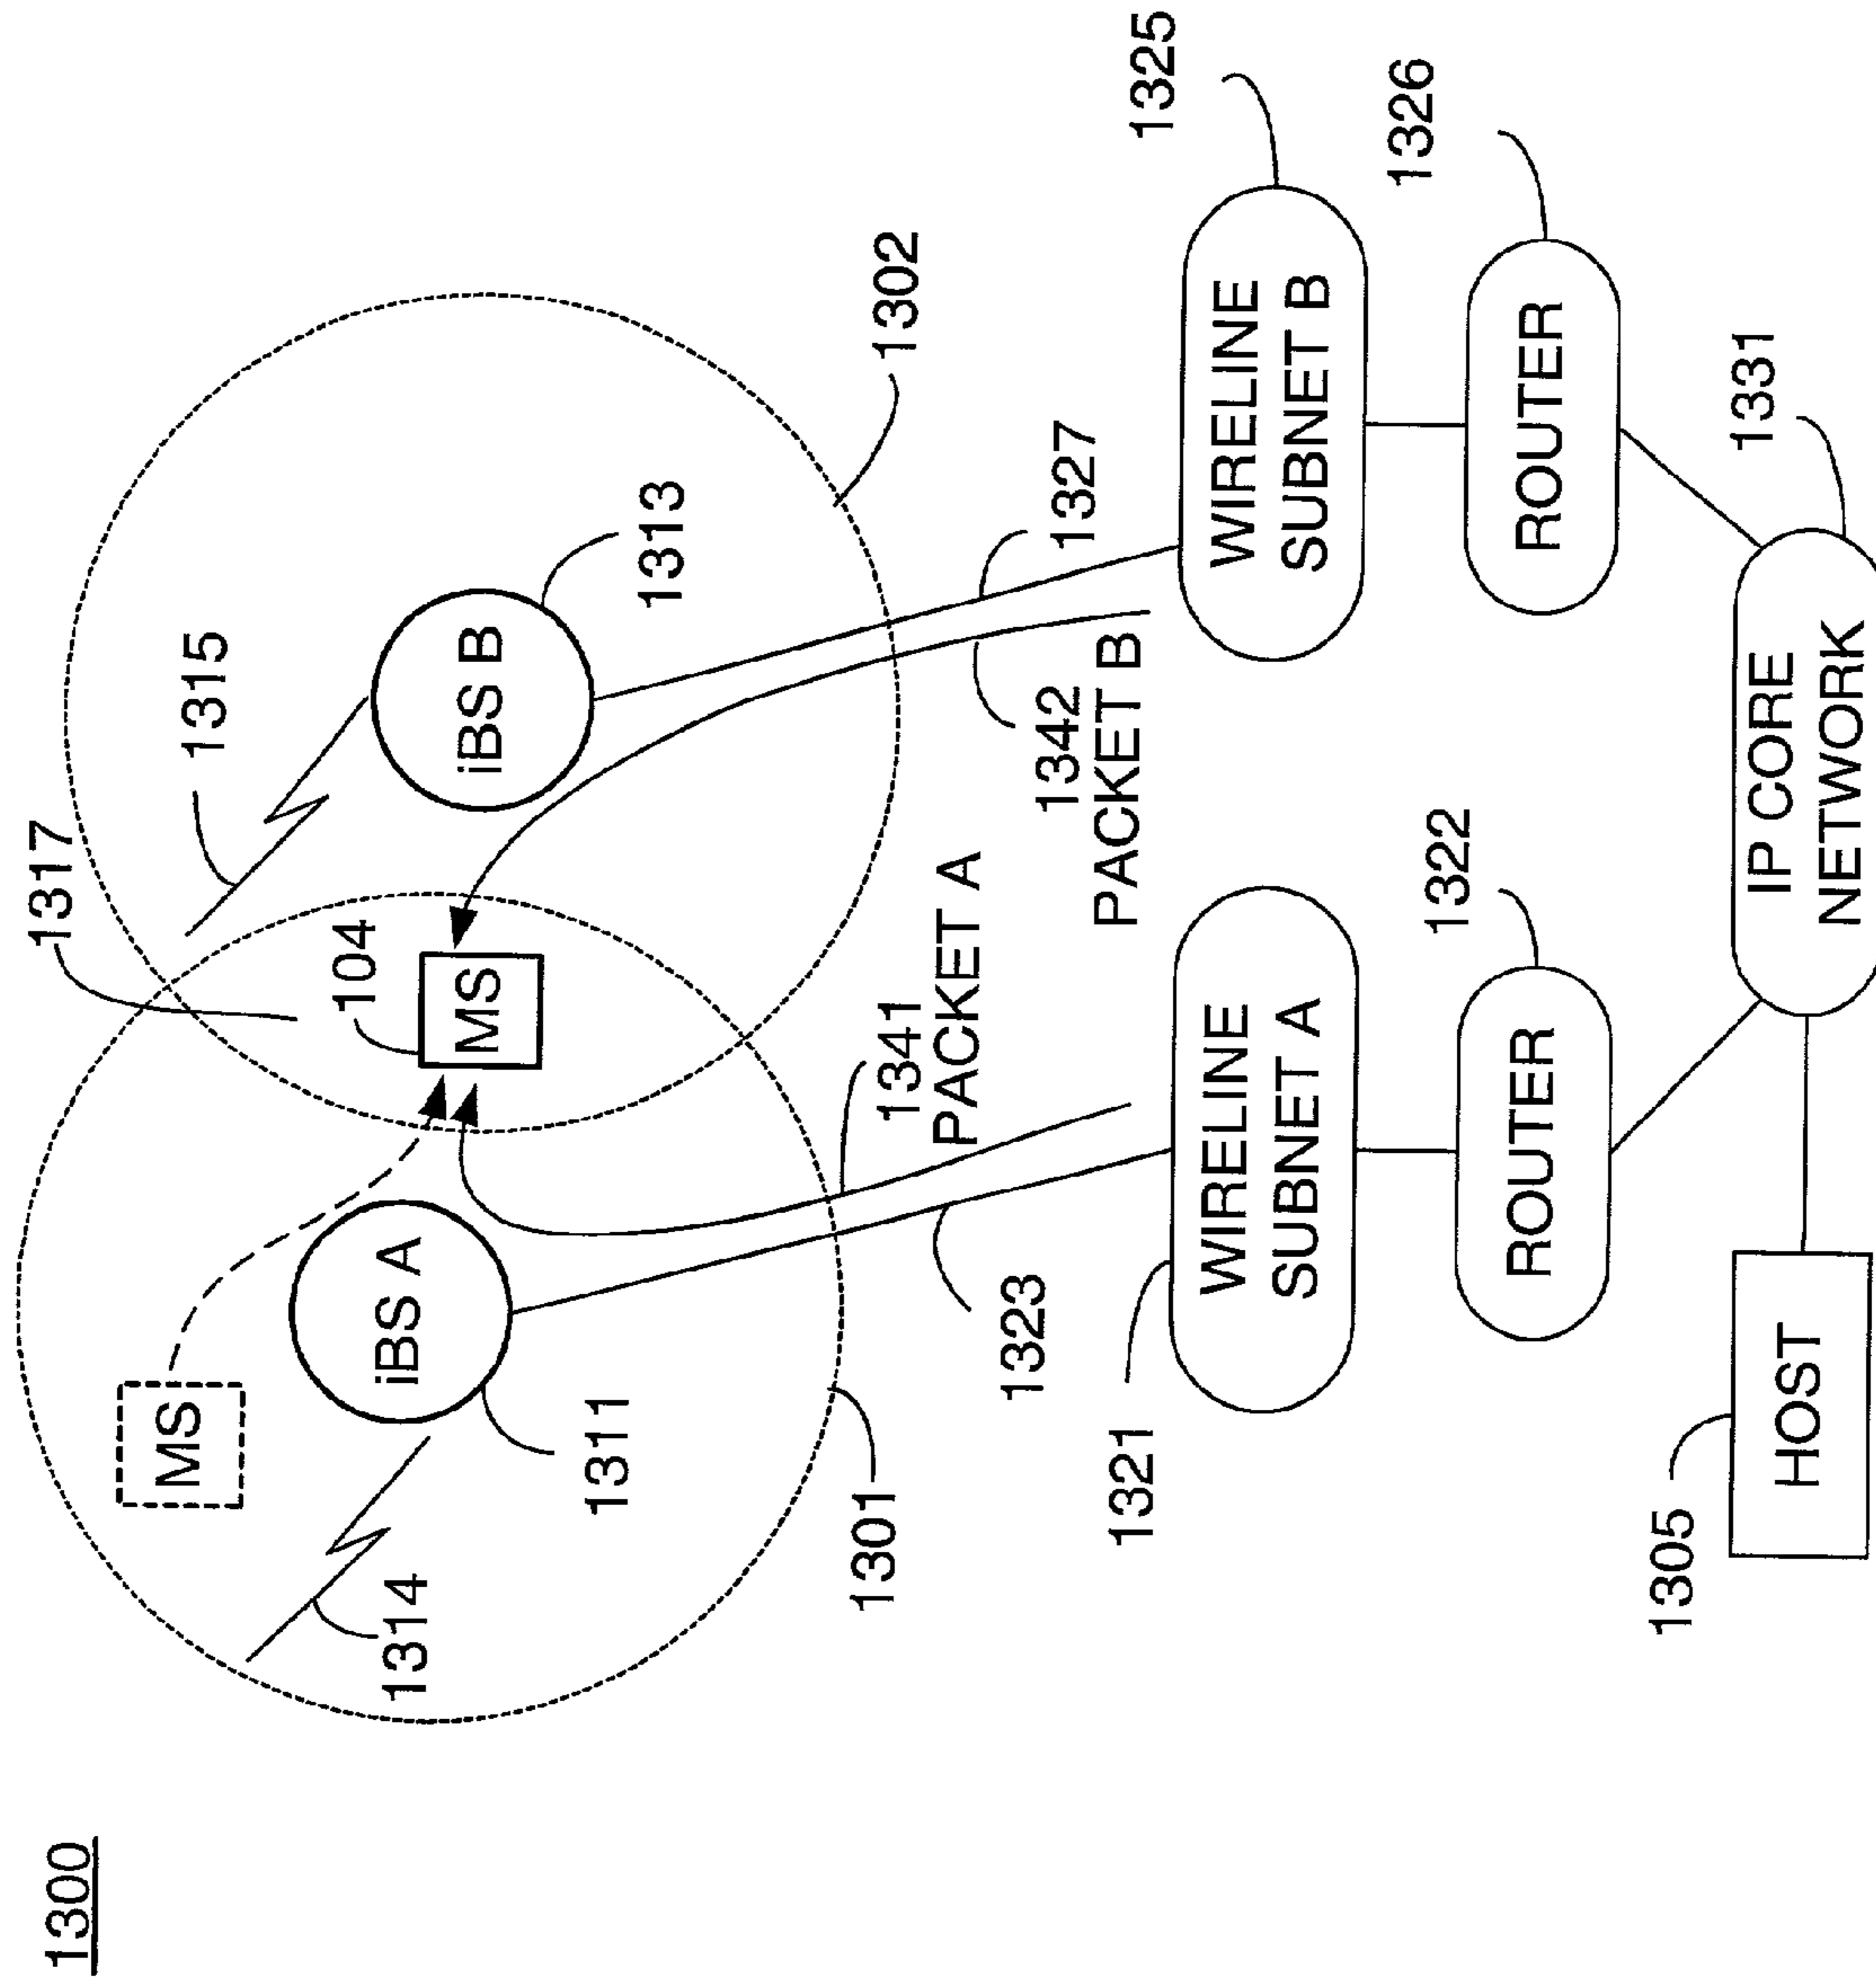 1300
1317
1315
1302
MS
104
MS
iBS A
iBS B
1314
1311
1313
1301
1323
1341
PACKET A
1342
PACKET B
1327
1325
1321
WIRELINE
SUBNET A
WIRELINE
SUBNET B
1322
1326
ROUTER
ROUTER
1305
HOST
IP CORE
NETWORK
1331